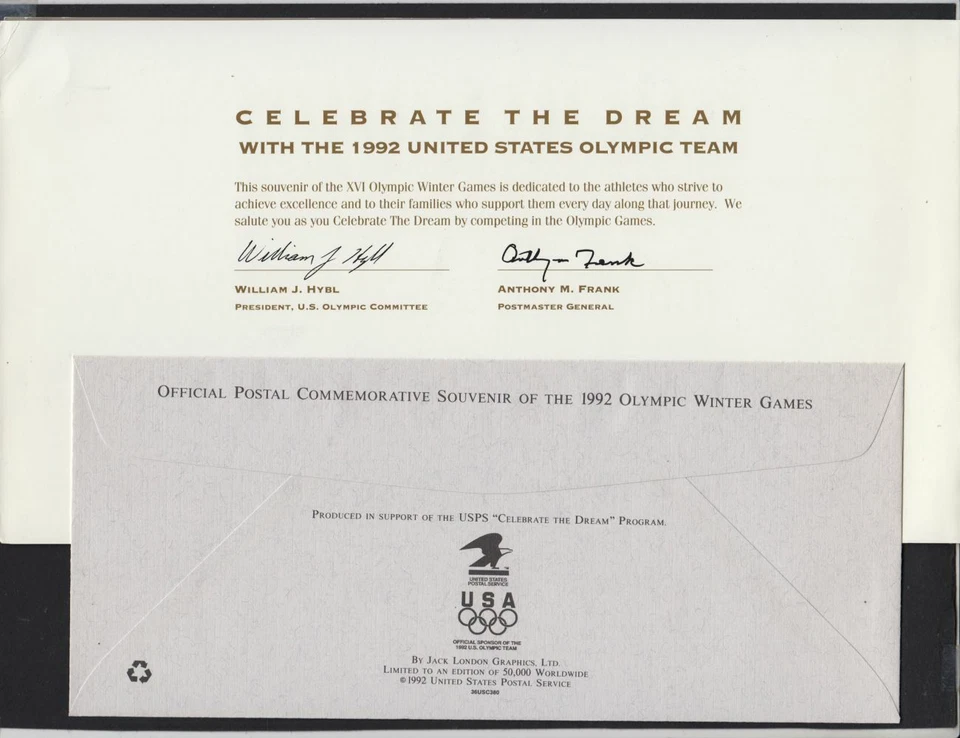 CELEBRATE THE DREAM
WITH THE 1992 UNITED STATES OLYMPIC TEAM
This souvenir of the XVI Olympic Winter Games is dedicated to the athletes who strive to
achieve excellence and to their families who support them every day along that journey. We
salute you as you Celebrate The Dream by competing in the Olympic Games.
William J Hybl
Anthony Frank
WILLIAM J. HYBL
ANTHONY M. FRANK
PRESIDENT, U.S. OLYMPIC COMMITTEE
POSTMASTER GENERAL
OFFICIAL POSTAL COMMEMORATIVE SOUVENIR OF THE 1992 OLYMPIC WINTER GAMES
PRODUCED IN SUPPORT OF THE USPS “CELEBRATE THE DREAM” PROGRAM.
UNITED STATES
POSTAL SERVICE
USA
OFFICIAL SPONSOR OF THE
1992 U.S. OLYMPIC TEAM
BY JACK LONDON GRAPHICS, LTD.
LIMITED TO AN EDITION OF 50,000 WORLDWIDE
©1992 UNITED STATES POSTAL SERVICE
36USC380